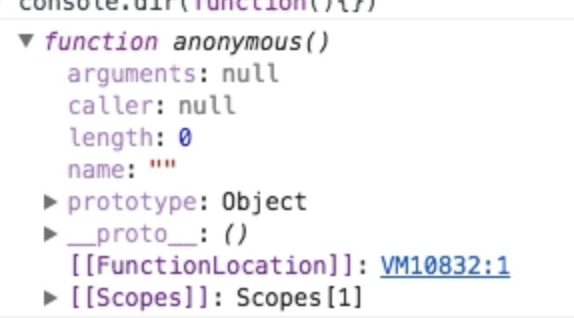 console.dir(function(){})
▼ function anonymous()
arguments: null
caller: null
length: 0
name: ""
▶ prototype: Object
▶ __proto__: ()
[[FunctionLocation]]: VM10832:1
▶ [[Scopes]]: Scopes[1]